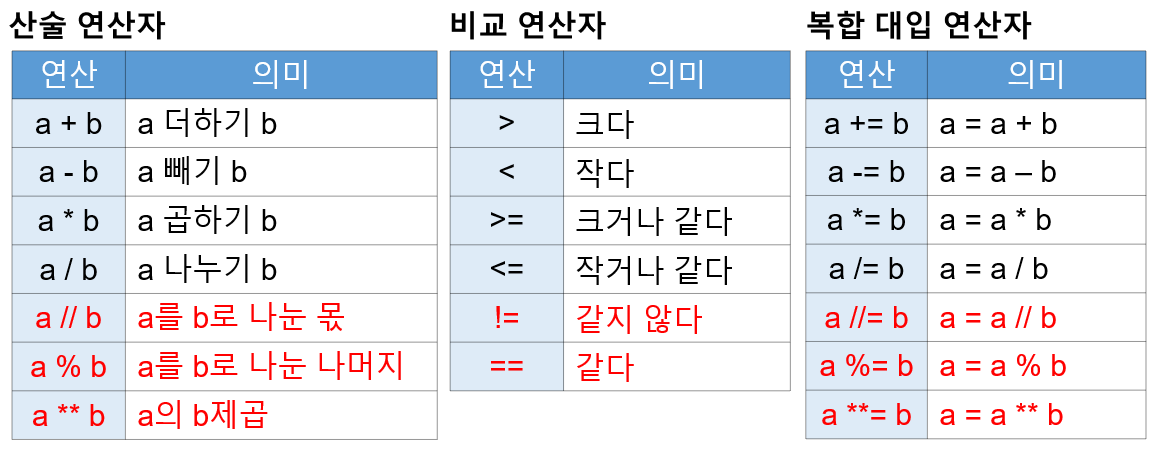 산술 연산자
연산 의미
a + b a 더하기 b
a - b a 빼기 b
a * b a 곱하기 b
a / b a 나누기 b
a // b a를 b로 나눈 몫
a % b a를 b로 나눈 나머지
a ** b a의 b제곱
비교 연산자
연산 의미
> 크다
< 작다
>= 크거나 같다
<= 작거나 같다
!= 같지 않다
== 같다
복합 대입 연산자
연산 의미
a += b a = a + b
a -= b a = a – b
a *= b a = a * b
a /= b a = a / b
a //= b a = a // b
a %= b a = a % b
a **= b a = a ** b